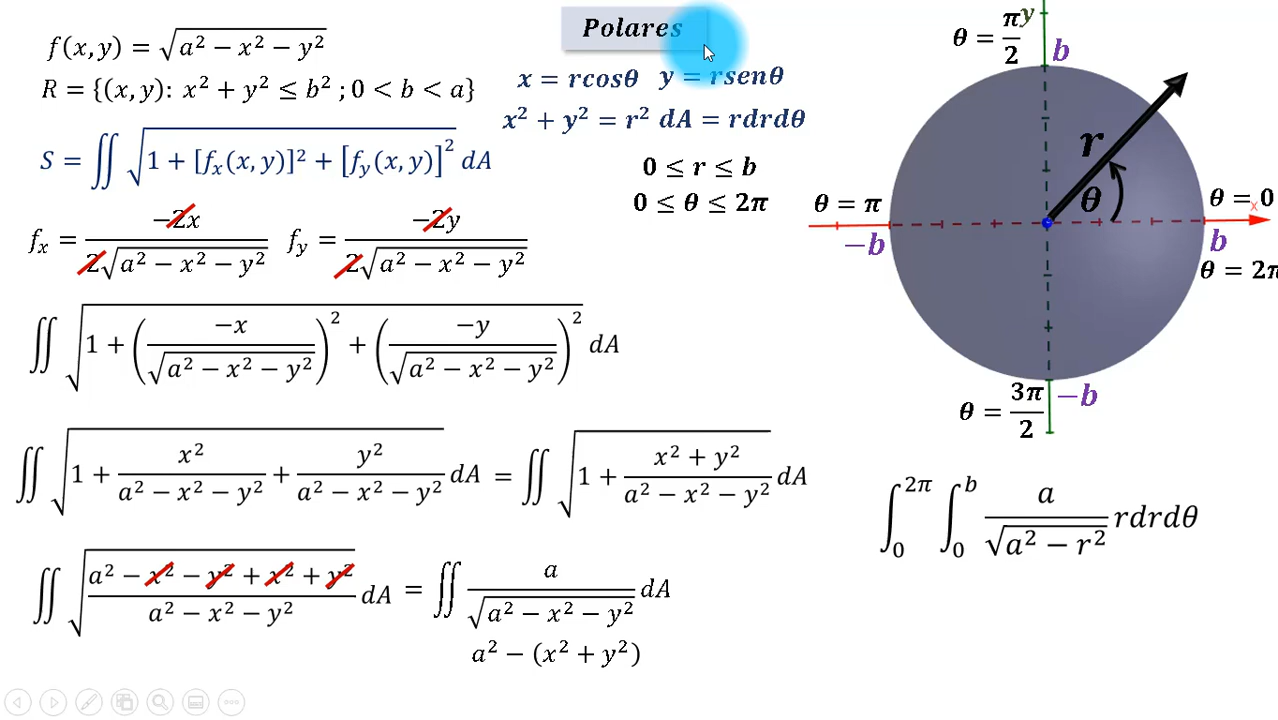 f(x, y) = √(a² − x² − y²)
R = {(x, y): x² + y² ≤ b² ; 0 < b < a}
S = ∬ √(1 + [fₓ(x, y)]² + [f_y(x, y)]²) dA
fₓ = −2x / (2√(a² − x² − y²))   f_y = −2y / (2√(a² − x² − y²))
∬ √(1 + (−x / √(a² − x² − y²))² + (−y / √(a² − x² − y²))²) dA
∬ √(1 + x² / (a² − x² − y²) + y² / (a² − x² − y²)) dA = ∬ √(1 + (x² + y²) / (a² − x² − y²)) dA
∬ √((a² − x² − y² + x² + y²) / (a² − x² − y²)) dA = ∬ a / √(a² − x² − y²) dA
a² − (x² + y²)
Polares
x = rcosθ  y = rsenθ
x² + y² = r²  dA = rdrdθ
0 ≤ r ≤ b
0 ≤ θ ≤ 2π
y
θ = π/2
b
r
θ
θ = π
θ = 0
x
−b
b
θ = 2π
θ = 3π/2
−b
∫₀^2π ∫₀^b a / √(a² − r²) rdrdθ